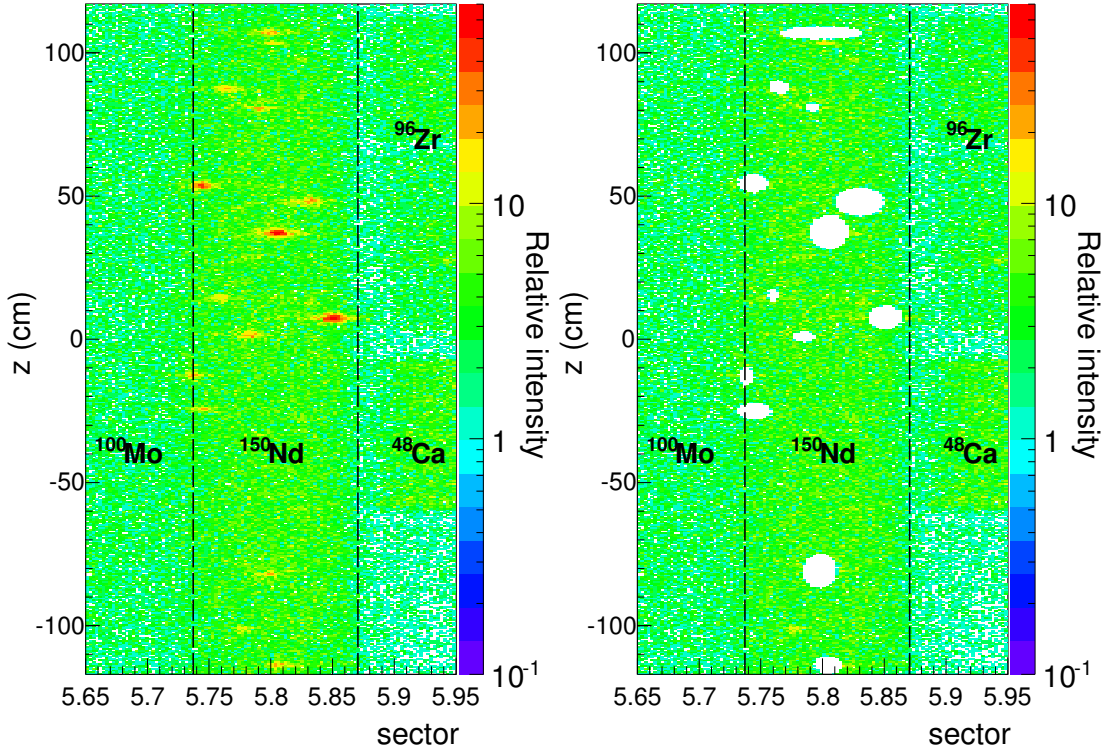 100
50
0
-50
-100
z (cm)
5.65 5.7 5.75 5.8 5.85 5.9 5.95
sector
⁹⁶Zr
¹⁰⁰Mo
¹⁵⁰Nd
⁴⁸Ca
10
1
10⁻¹
Relative intensity
100
50
0
-50
-100
z (cm)
5.65 5.7 5.75 5.8 5.85 5.9 5.95
sector
⁹⁶Zr
¹⁰⁰Mo
¹⁵⁰Nd
⁴⁸Ca
10
1
10⁻¹
Relative intensity